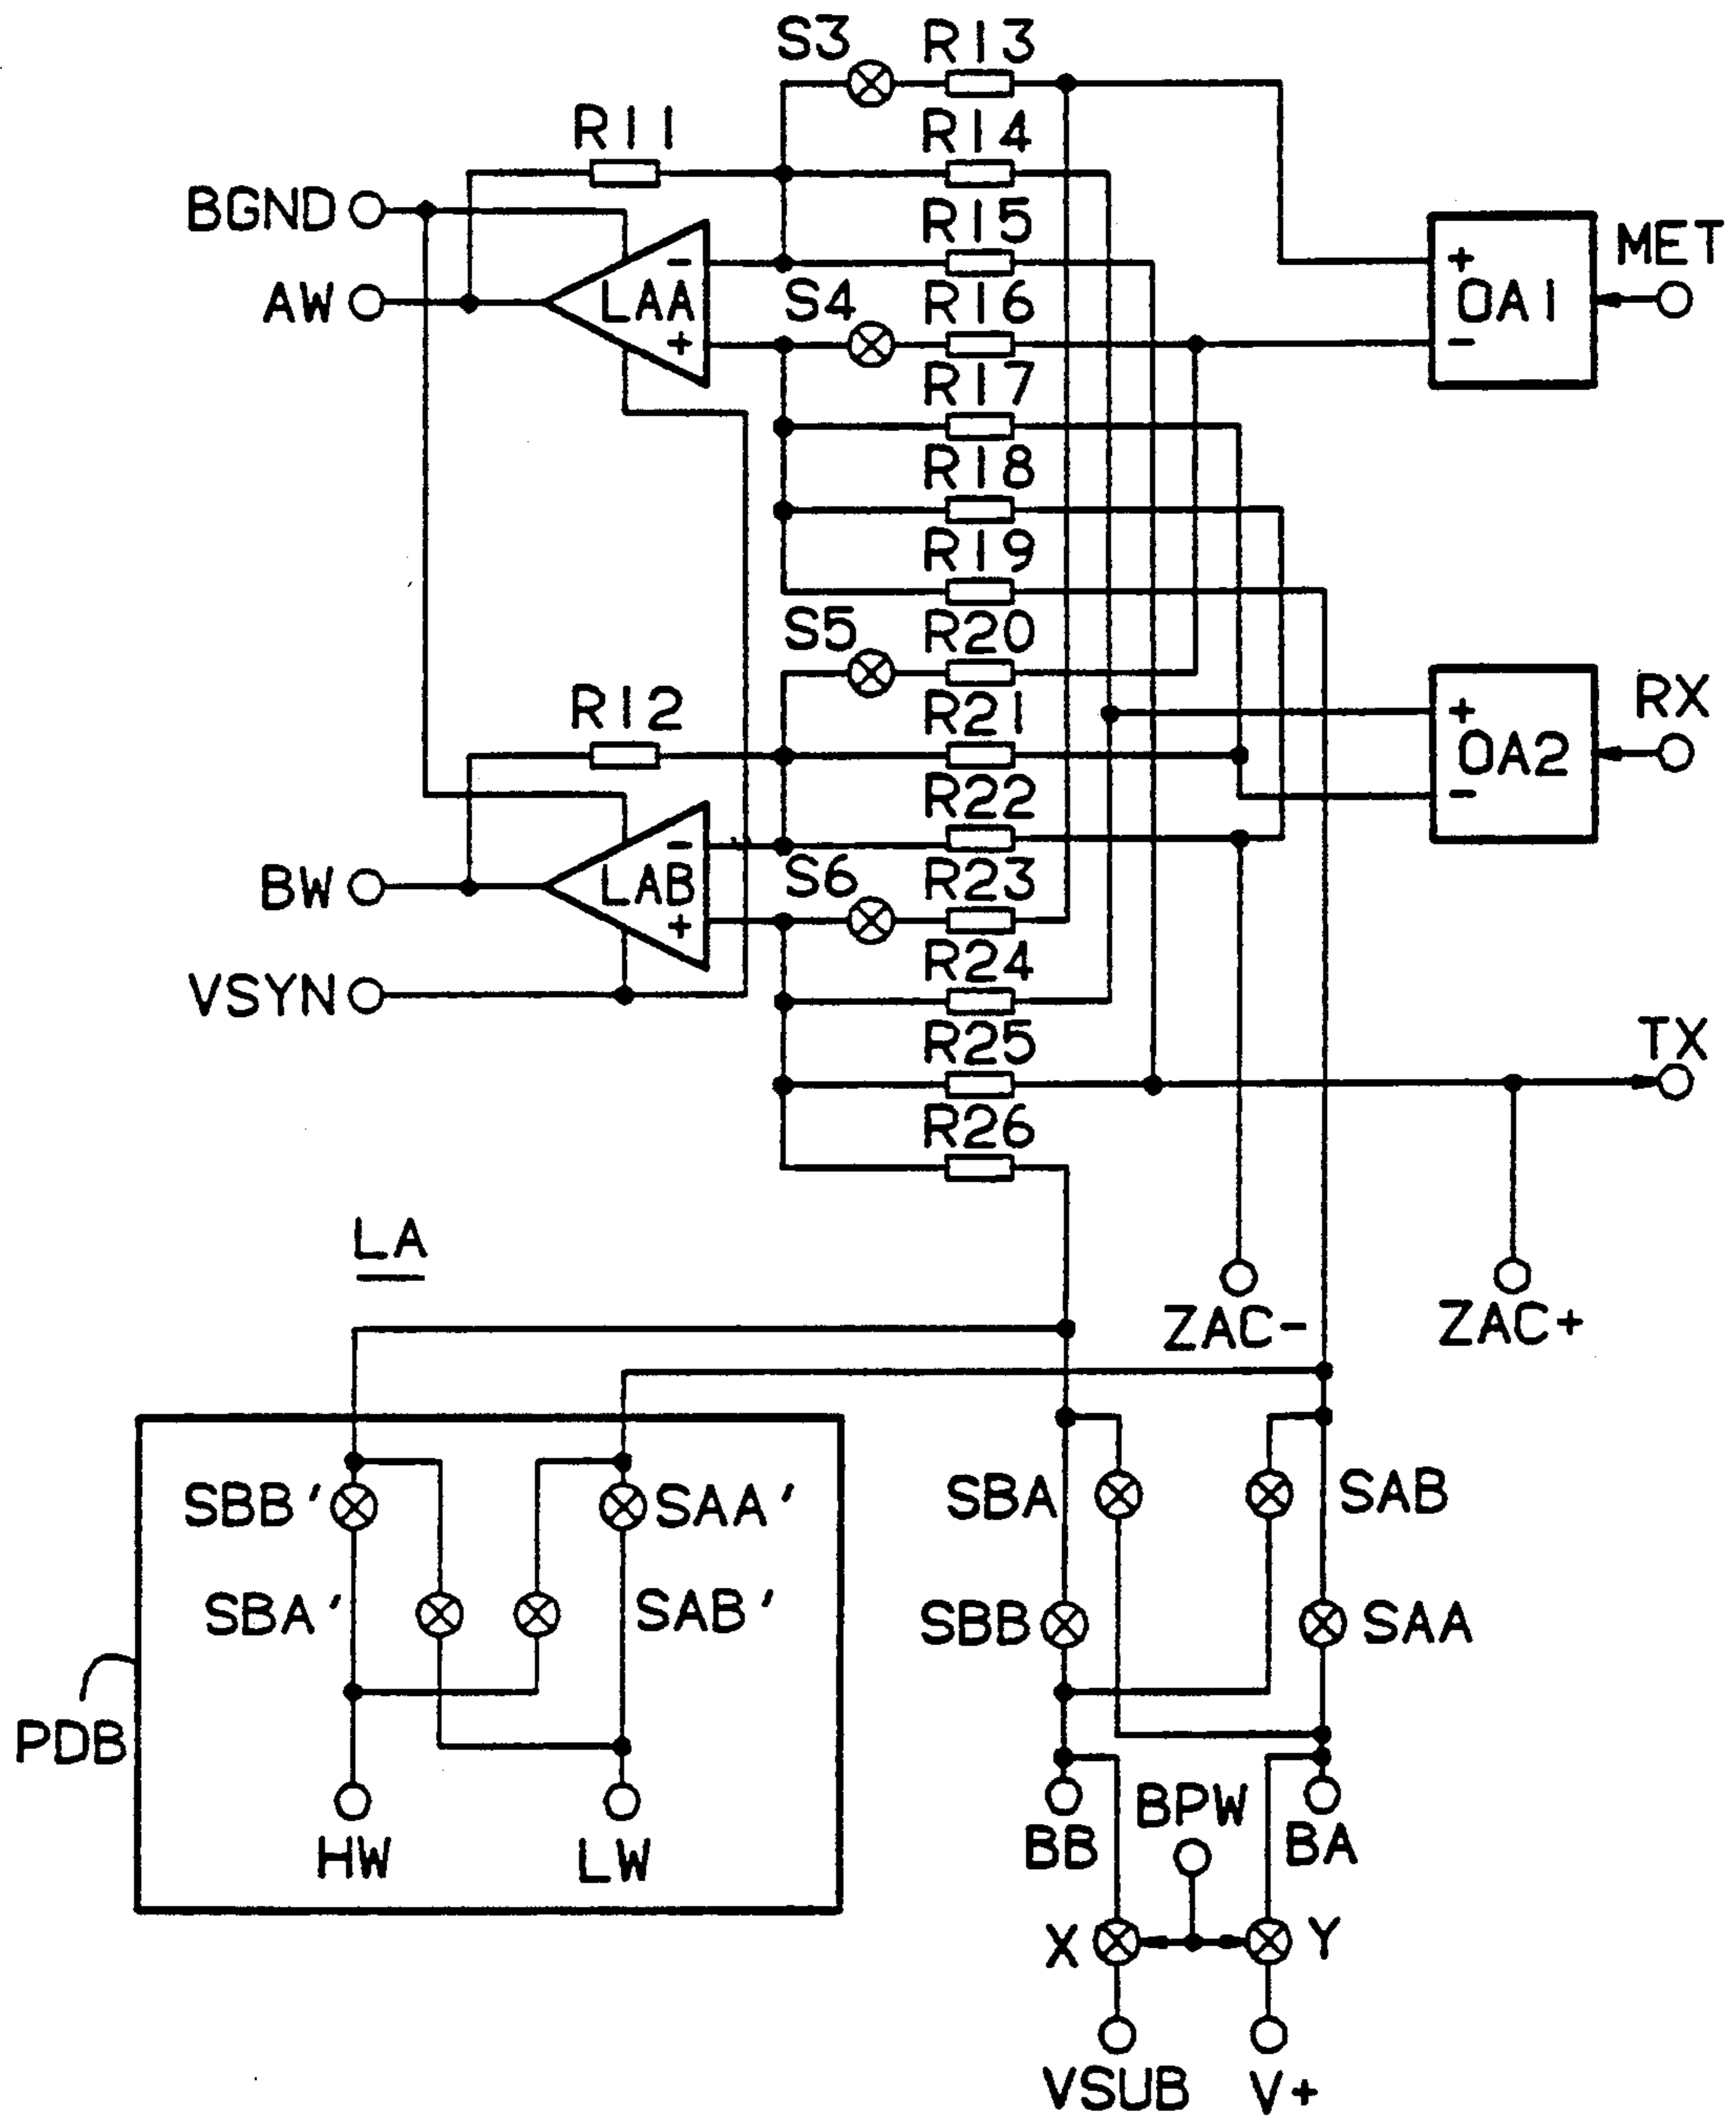 S3 R13
R11 R14
BGND
R15
MET
+
OA1
-
AW
LAA
-
+
S4 R16
R17
R18
R19
S5 R20
R12 R21
RX
+
OA2
-
R22
BW
LAB
-
+
S6 R23
R24
VSYN
R25
TX
R26
LA
ZAC- ZAC+
SBB' SAA' SBA SAB
SBA' SAB' SBB SAA
PDB
HW LW BB BPW BA
X Y
VSUB V+